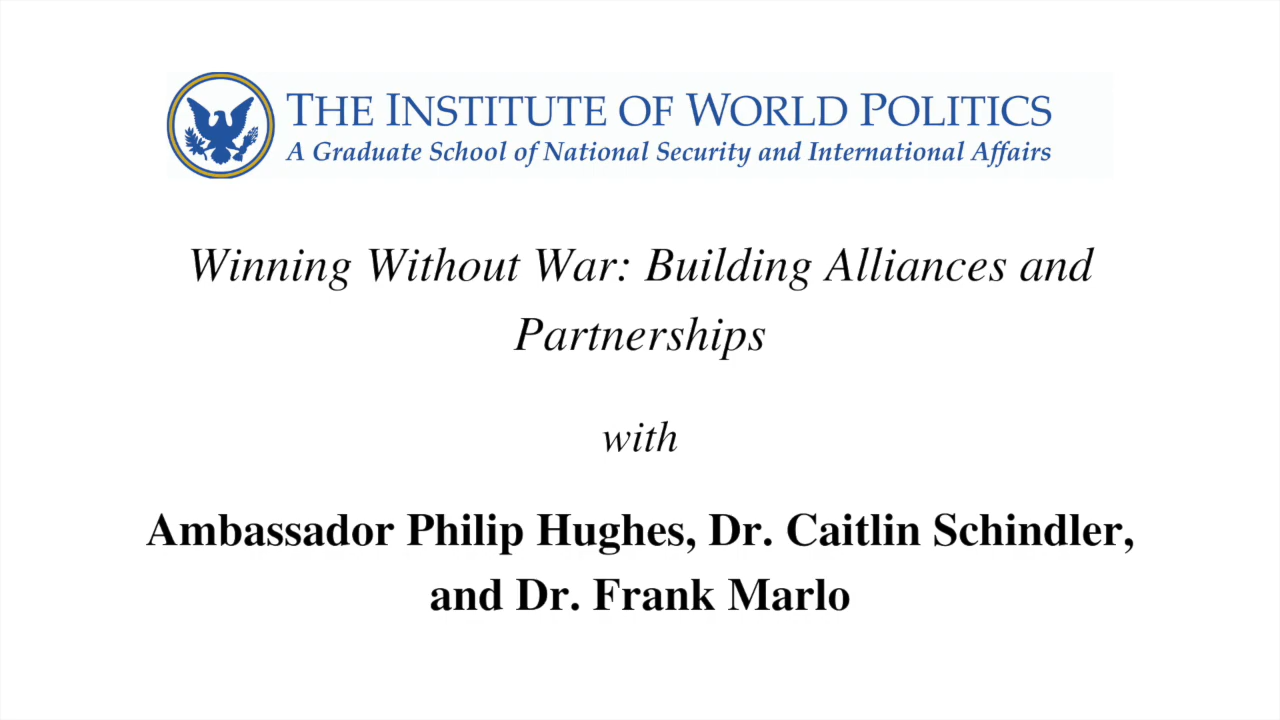 THE INSTITUTE OF WORLD POLITICS
A Graduate School of National Security and International Affairs
Winning Without War: Building Alliances and
Partnerships
with
Ambassador Philip Hughes, Dr. Caitlin Schindler,
and Dr. Frank Marlo